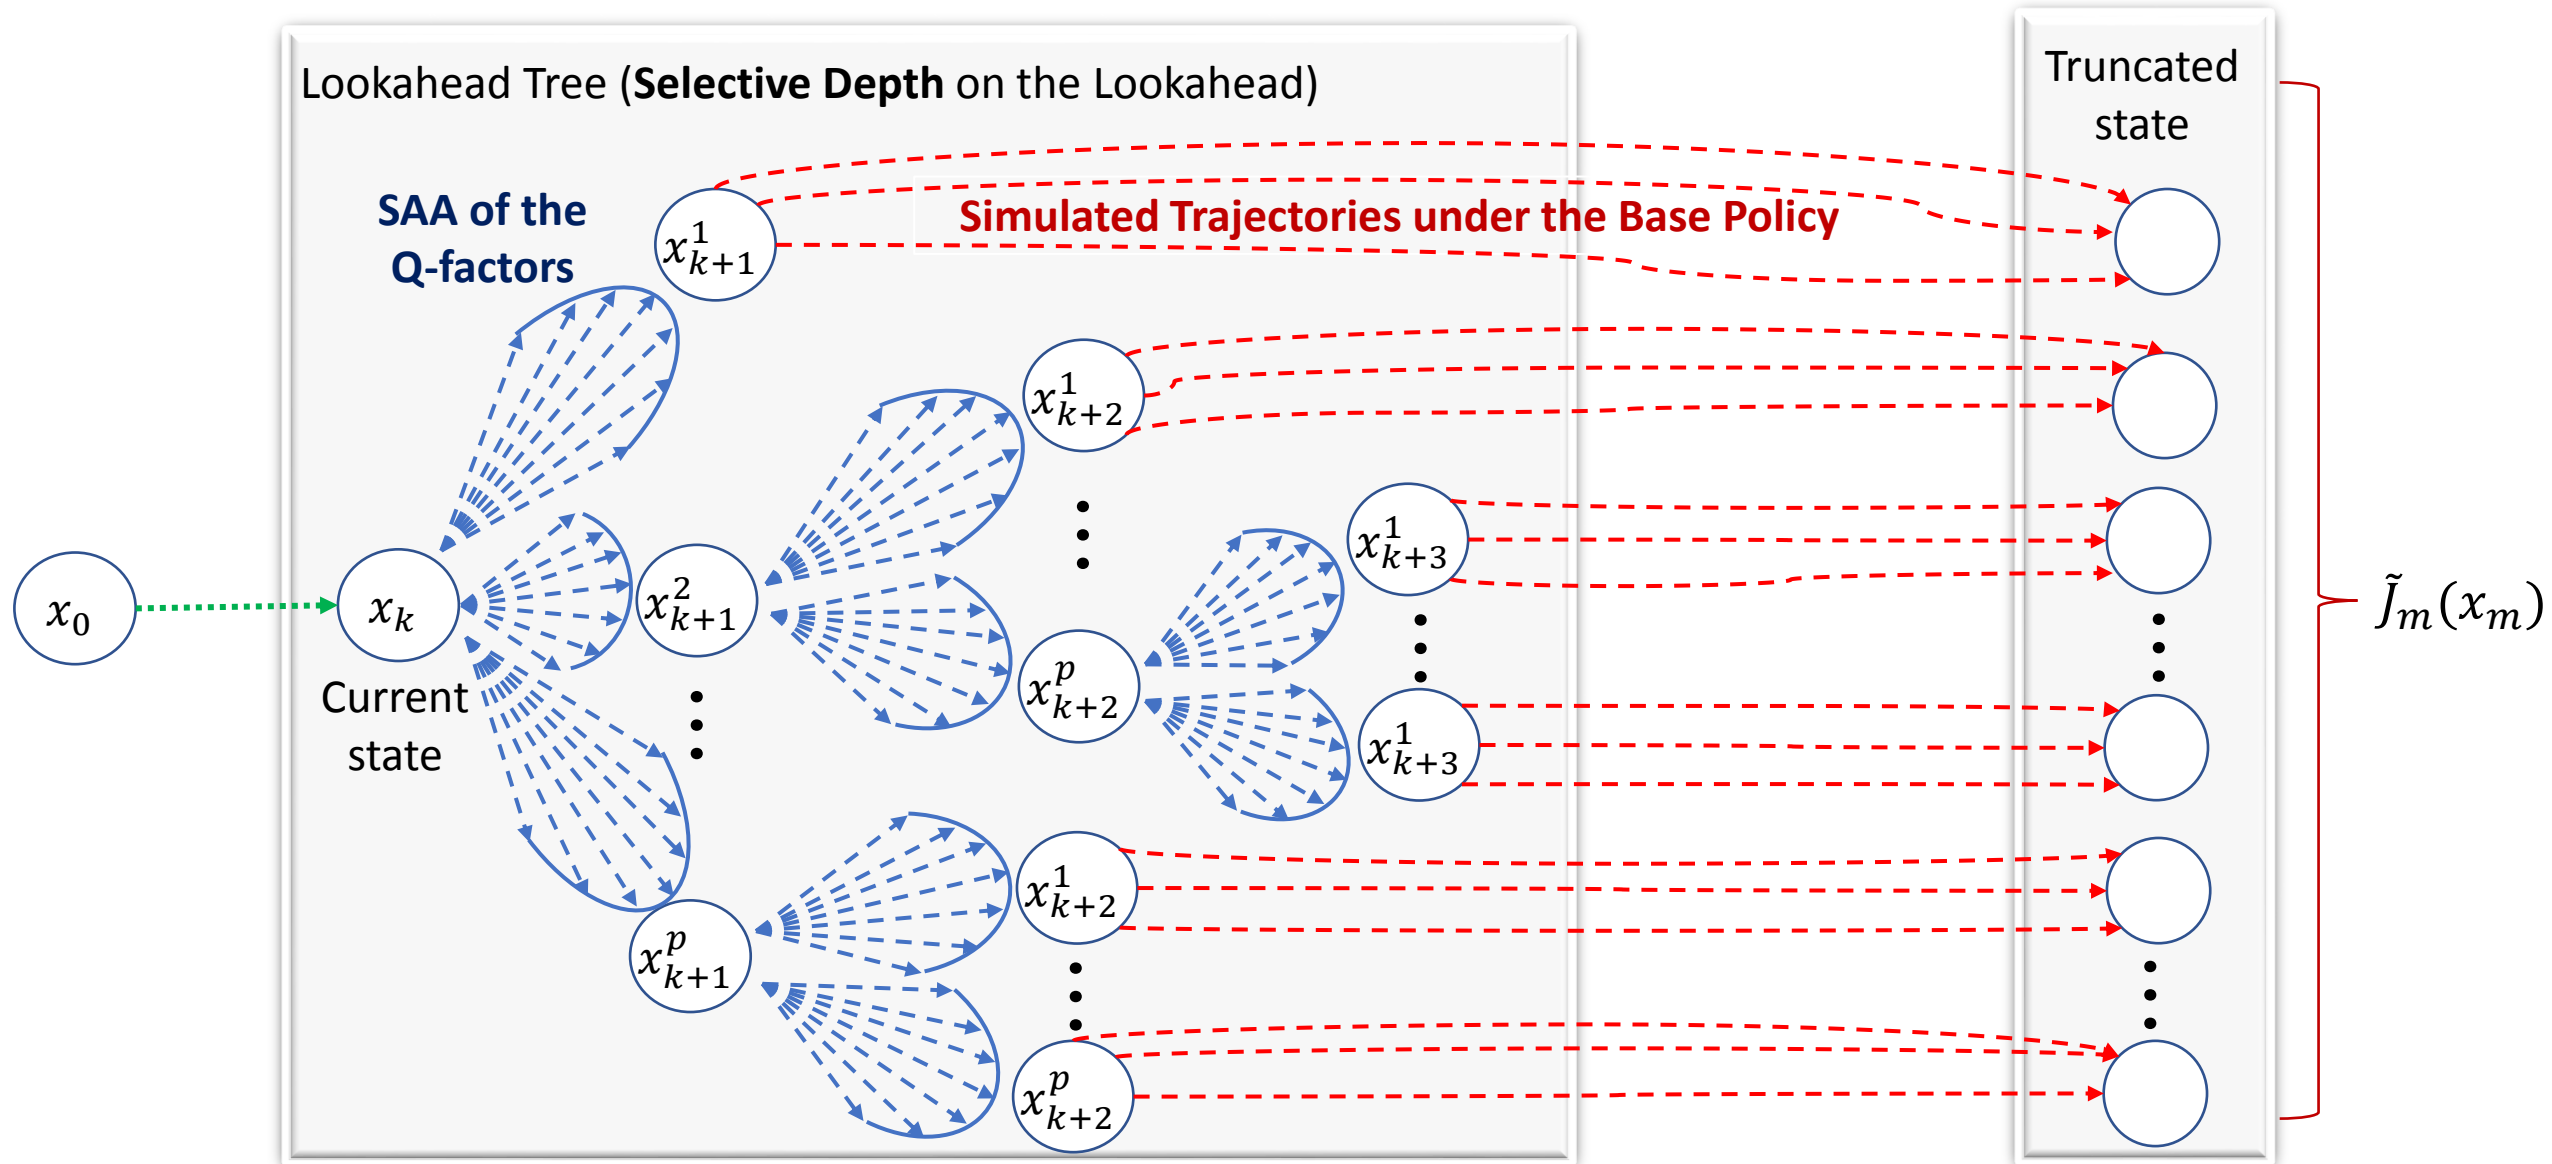 Lookahead Tree (Selective Depth on the Lookahead)
Truncated
state
SAA of the
Q-factors
Simulated Trajectories under the Base Policy
x₀
x_k
Current
state
x_{k+1}^1
x_{k+1}^2
x_{k+1}^p
x_{k+2}^1
x_{k+2}^p
x_{k+2}^1
x_{k+2}^p
x_{k+3}^1
x_{k+3}^1
J̃_m(x_m)